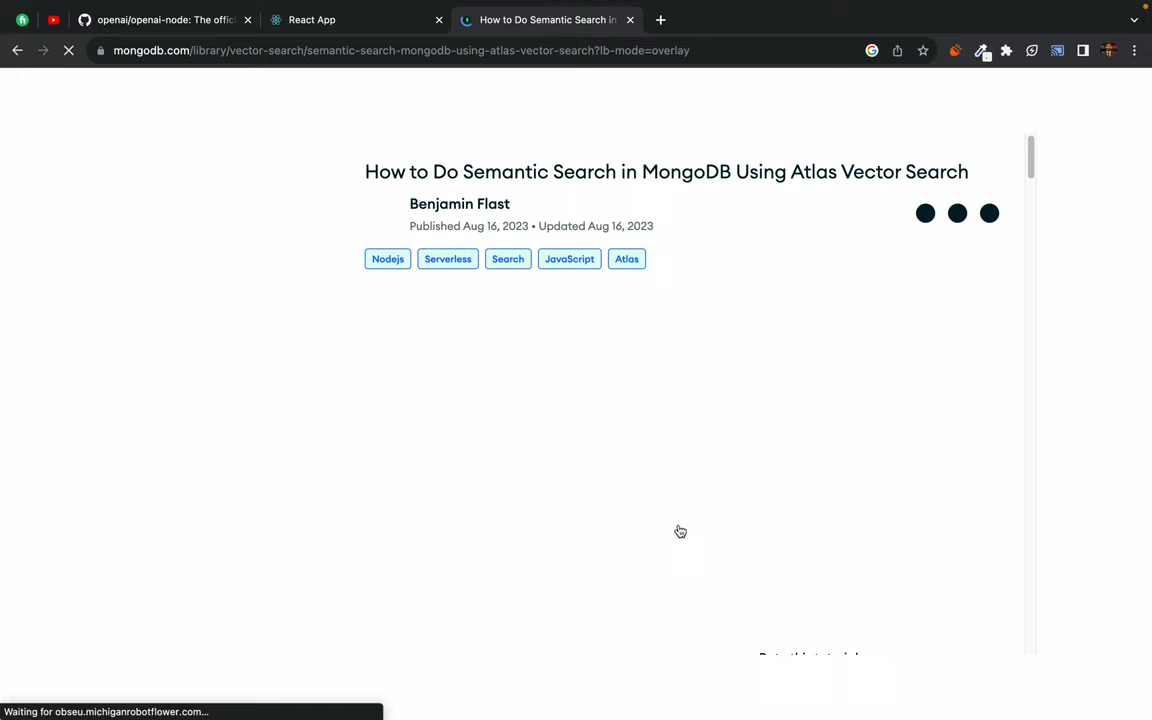 openai/openai-node: The offici
React App
How to Do Semantic Search in
mongodb.com/library/vector-search/semantic-search-mongodb-using-atlas-vector-search?lb-mode=overlay
How to Do Semantic Search in MongoDB Using Atlas Vector Search
Benjamin Flast
Published Aug 16, 2023 • Updated Aug 16, 2023
Nodejs Serverless Search JavaScript Atlas
Waiting for obseu.michiganrobotflower.com...